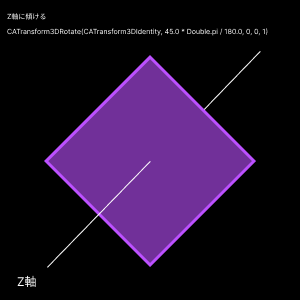 Z軸に傾ける
CATransform3DRotate(CATransform3DIdentity, 45.0 * Double.pi / 180.0, 0, 0, 1)
Z軸